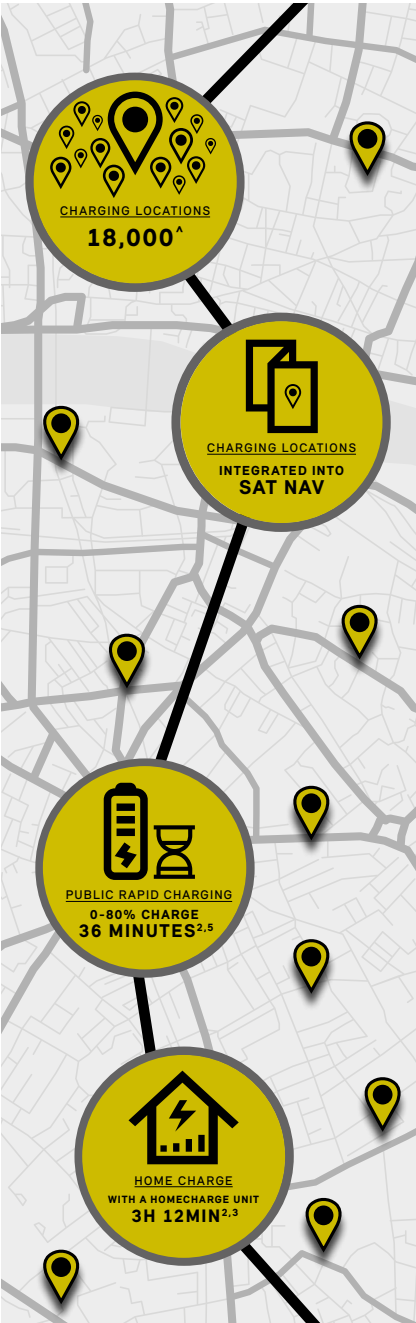 CHARGING LOCATIONS
18,000^
CHARGING LOCATIONS
INTEGRATED INTO
SAT NAV
PUBLIC RAPID CHARGING
0-80% CHARGE
36 MINUTES2,5
HOME CHARGE
WITH A HOMECHARGE UNIT
3H 12MIN2,3